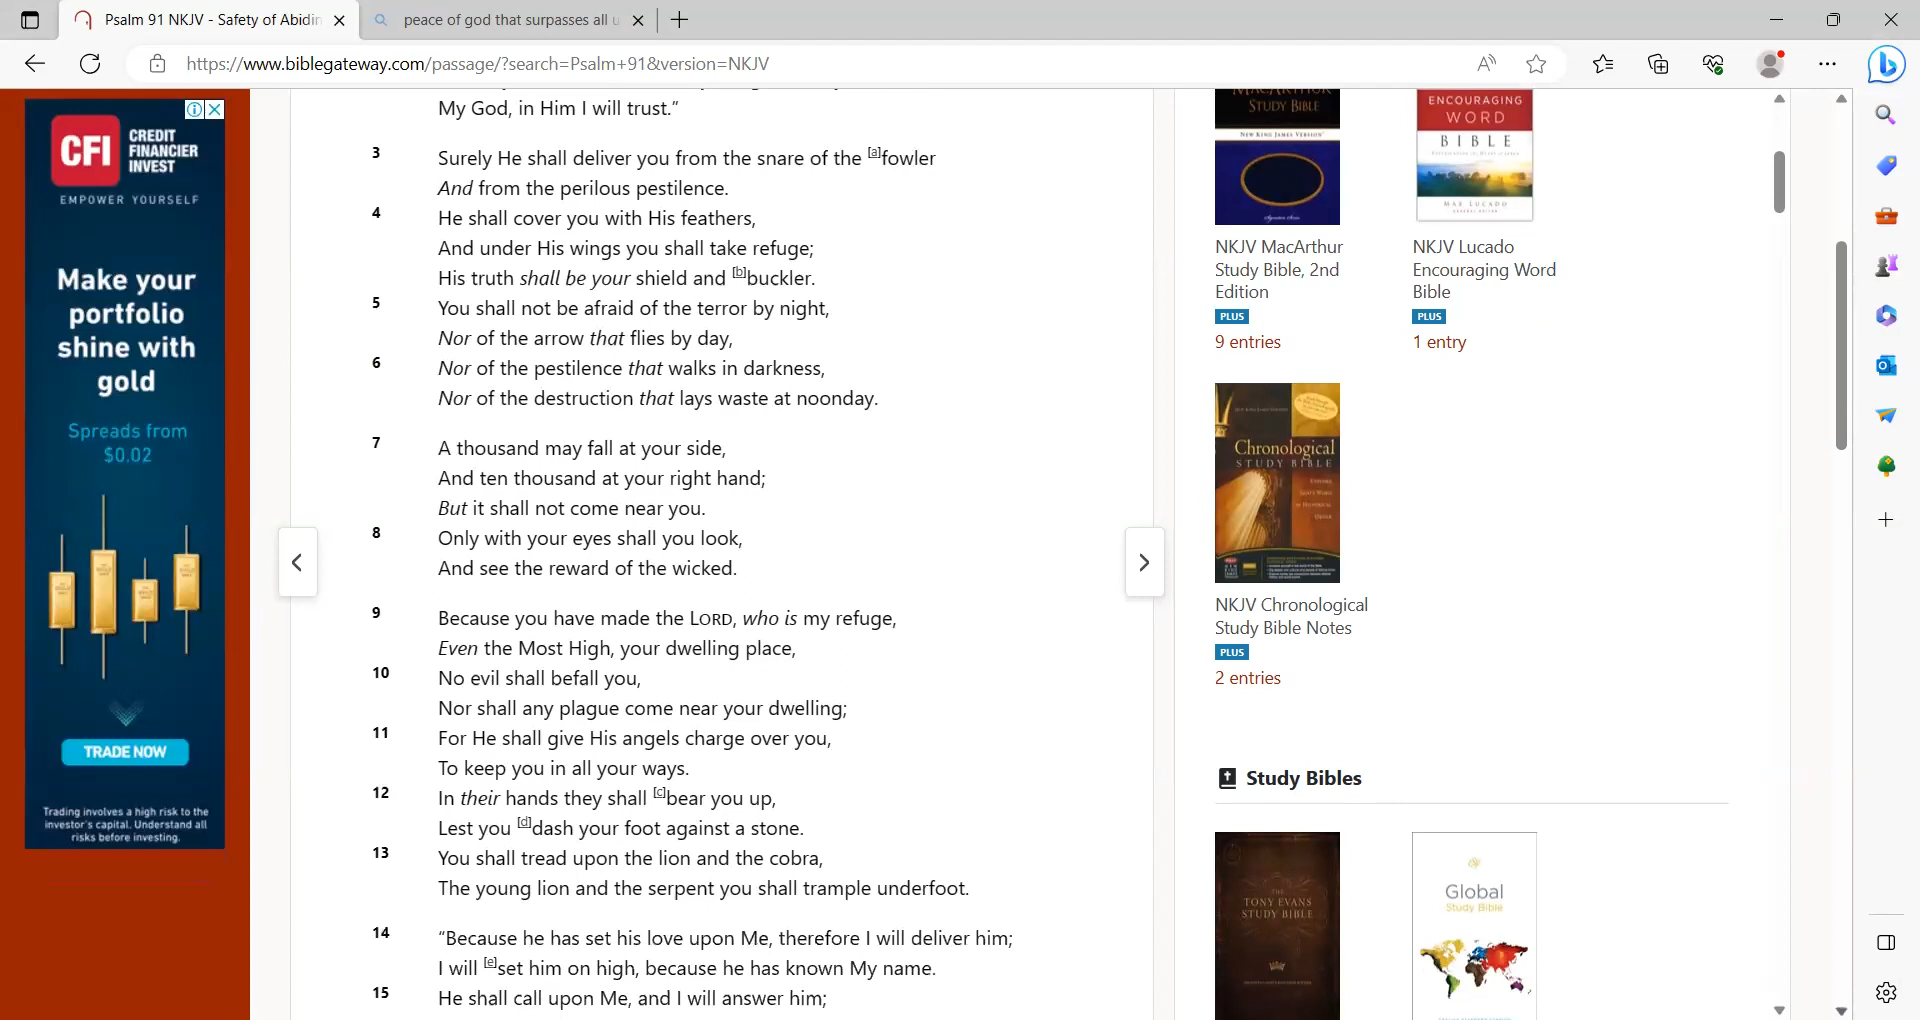 Psalm 91 NKJV - Safety of Abidin
peace of god that surpasses all u
https://www.biblegateway.com/passage/?search=Psalm+91&version=NKJV
CFI
CREDIT
FINANCIER
INVEST
EMPOWER YOURSELF
Make your
portfolio
shine with
gold
Spreads from
$0.02
TRADE NOW
Trading involves a high risk to the
investor's capital. Understand all
risks before investing.
My God, in Him I will trust.”
3 Surely He shall deliver you from the snare of the [a]fowler
And from the perilous pestilence.
4 He shall cover you with His feathers,
And under His wings you shall take refuge;
His truth shall be your shield and [b]buckler.
5 You shall not be afraid of the terror by night,
Nor of the arrow that flies by day,
6 Nor of the pestilence that walks in darkness,
Nor of the destruction that lays waste at noonday.
7 A thousand may fall at your side,
And ten thousand at your right hand;
But it shall not come near you.
8 Only with your eyes shall you look,
And see the reward of the wicked.
9 Because you have made the LORD, who is my refuge,
Even the Most High, your dwelling place,
10 No evil shall befall you,
Nor shall any plague come near your dwelling;
11 For He shall give His angels charge over you,
To keep you in all your ways.
12 In their hands they shall [c]bear you up,
Lest you [d]dash your foot against a stone.
13 You shall tread upon the lion and the cobra,
The young lion and the serpent you shall trample underfoot.
14 “Because he has set his love upon Me, therefore I will deliver him;
I will [e]set him on high, because he has known My name.
15 He shall call upon Me, and I will answer him;
MACARTHUR
STUDY BIBLE
NEW KING JAMES VERSION
Signature Series
NKJV MacArthur
Study Bible, 2nd
Edition
PLUS
9 entries
ENCOURAGING
WORD
BIBLE
MAX LUCADO
GENERAL EDITOR
NKJV Lucado
Encouraging Word
Bible
PLUS
1 entry
Chronological
STUDY BIBLE
NKJV Chronological
Study Bible Notes
PLUS
2 entries
Study Bibles
THE
TONY EVANS
STUDY BIBLE
Global
Study Bible